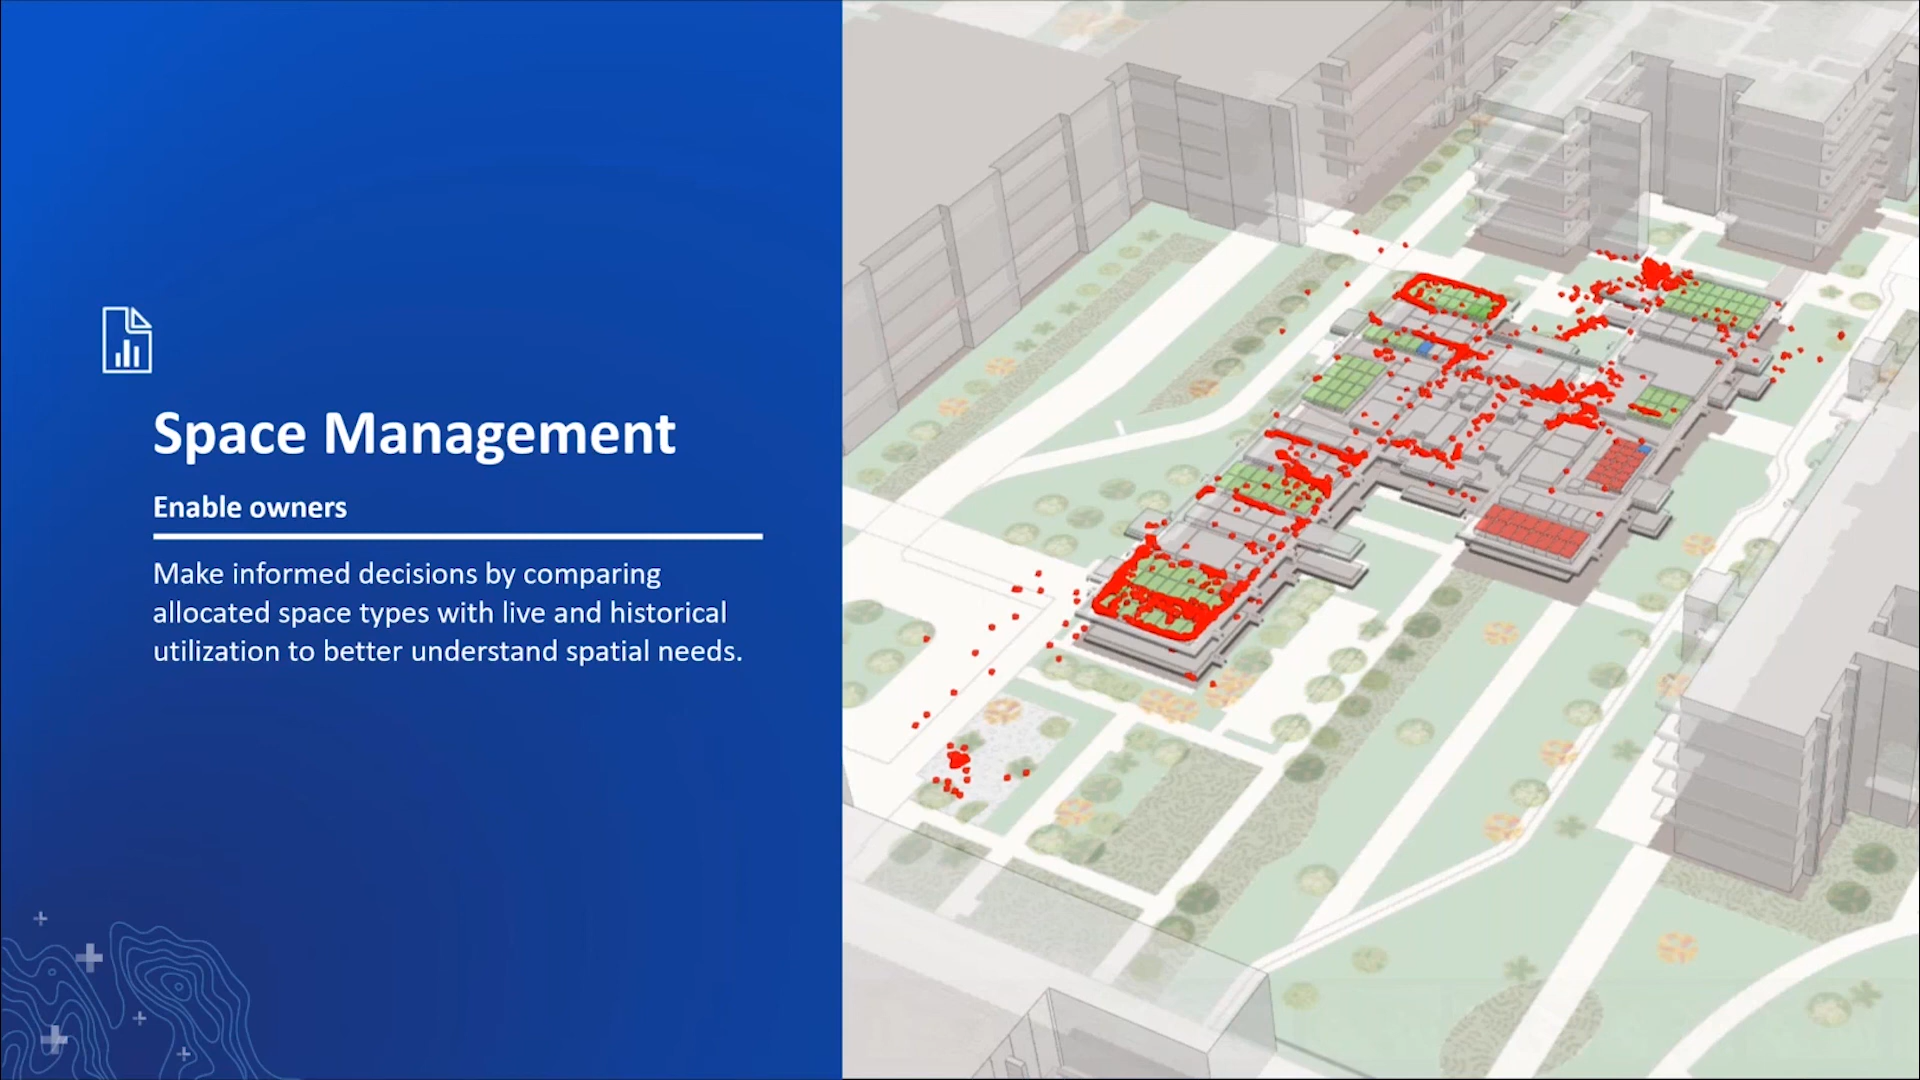 Space Management
Enable owners
Make informed decisions by comparing
allocated space types with live and historical
utilization to better understand spatial needs.